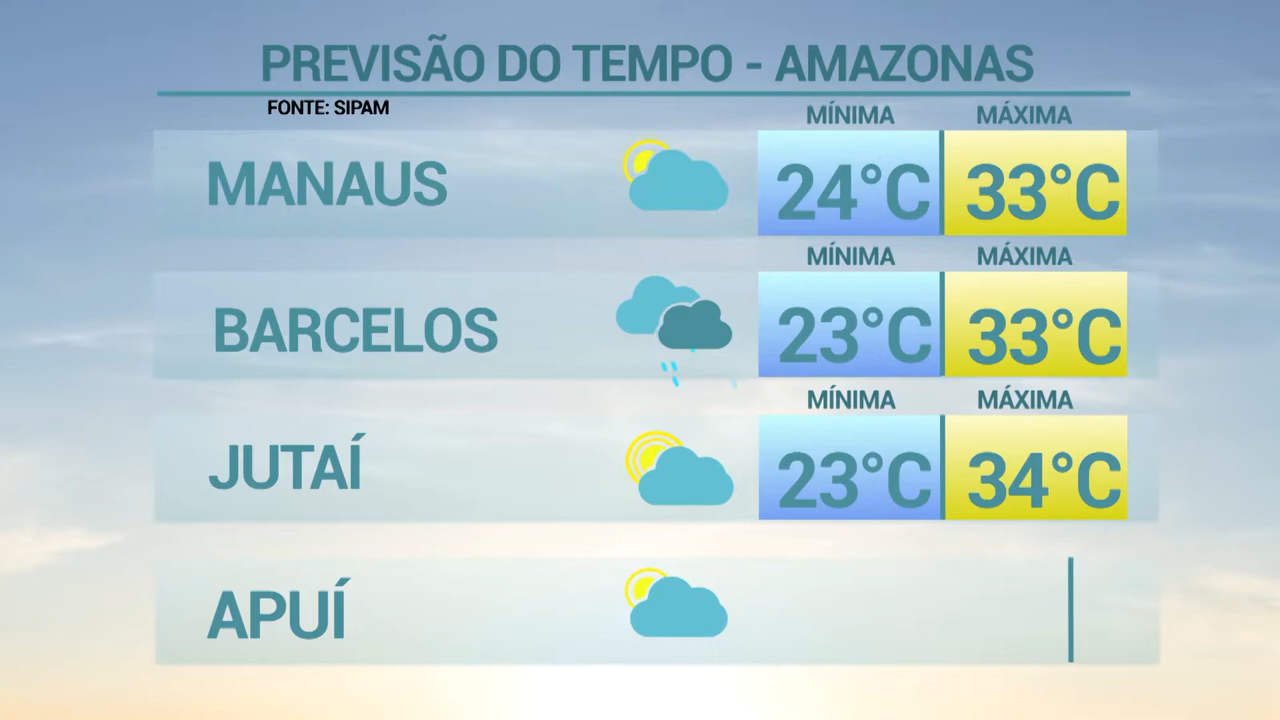 PREVISÃO DO TEMPO - AMAZONAS
FONTE: SIPAM
MÍNIMA MÁXIMA
MANAUS 24°C 33°C
MÍNIMA MÁXIMA
BARCELOS 23°C 33°C
MÍNIMA MÁXIMA
JUTAÍ 23°C 34°C
APUÍ